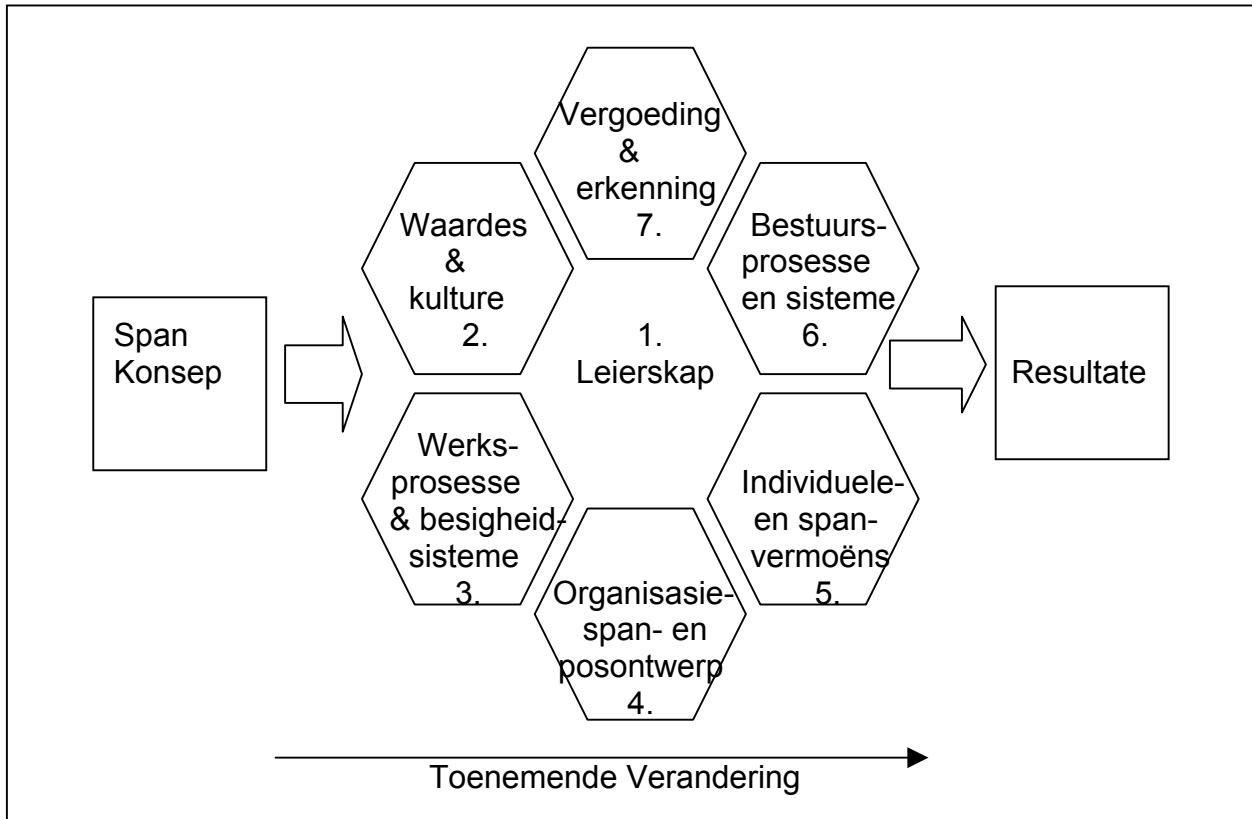 Span
Konsep
Vergoeding
&
erkenning
7.
Waardes
&
kulture
2.
Bestuurs-
prosesse
en sisteme
6.
1.
Leierskap
Werks-
prosesse
& besigheid-
sisteme
3.
Individuele-
en span-
vermoëns
5.
Organisasie-
span- en
posontwerp
4.
Resultate
Toenemende Verandering